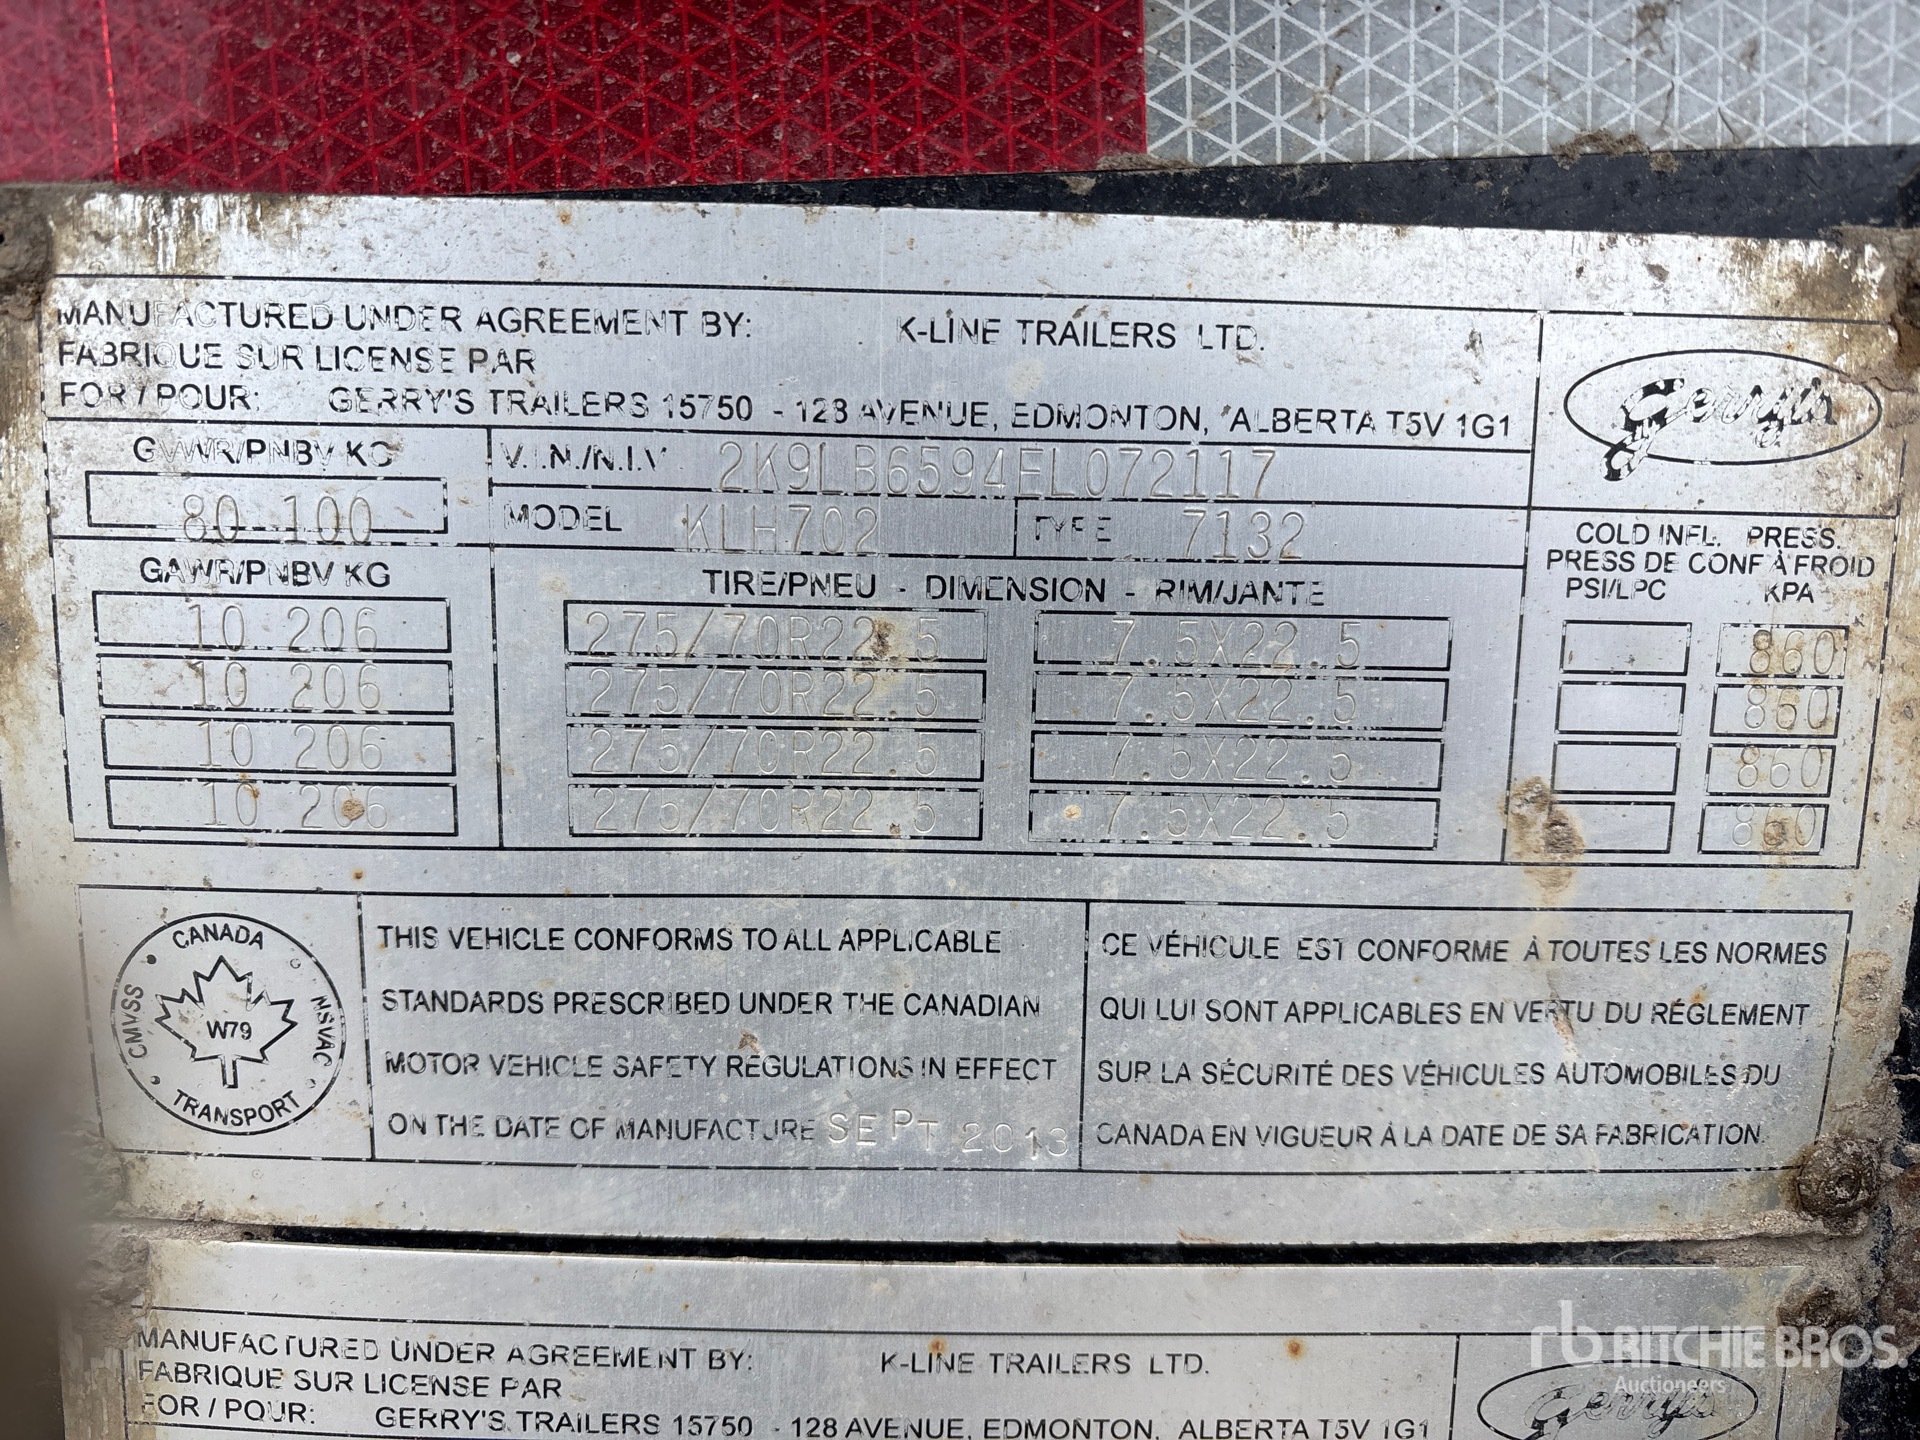 MANUFACTURED UNDER AGREEMENT BY: K-LINE TRAILERS LTD.
FABRIQUE SUR LICENSE PAR
FOR / POUR: GERRY'S TRAILERS 15750 - 128 AVENUE, EDMONTON, ALBERTA T5V 1G1
Gerry's
GVWR/PNBV KG
80 100
V.I.N./N.I.V. 2K9LB6594EL072117
MODEL KLH702 TYPE 7132
COLD INFL. PRESS.
PRESS DE CONF À FROID
PSI/LPC KPA
GAWR/PNBV KG TIRE/PNEU - DIMENSION - RIM/JANTE
10 206 275/70R22.5 7.5X22.5 860
10 206 275/70R22.5 7.5X22.5 860
10 206 275/70R22.5 7.5X22.5 860
10 206 275/70R22.5 7.5X22.5 860
CANADA
CMVSS NSVAC
W79
TRANSPORT
THIS VEHICLE CONFORMS TO ALL APPLICABLE
STANDARDS PRESCRIBED UNDER THE CANADIAN
MOTOR VEHICLE SAFETY REGULATIONS IN EFFECT
ON THE DATE OF MANUFACTURE SEPT 2013
CE VÉHICULE EST CONFORME À TOUTES LES NORMES
QUI LUI SONT APPLICABLES EN VERTU DU RÉGLEMENT
SUR LA SÉCURITÉ DES VÉHICULES AUTOMOBILES DU
CANADA EN VIGUEUR À LA DATE DE SA FABRICATION.
MANUFACTURED UNDER AGREEMENT BY: K-LINE TRAILERS LTD.
FABRIQUE SUR LICENSE PAR
FOR / POUR: GERRY'S TRAILERS 15750 - 128 AVENUE, EDMONTON, ALBERTA T5V 1G1
Gerry's
rb RITCHIE BROS.
Auctioneers